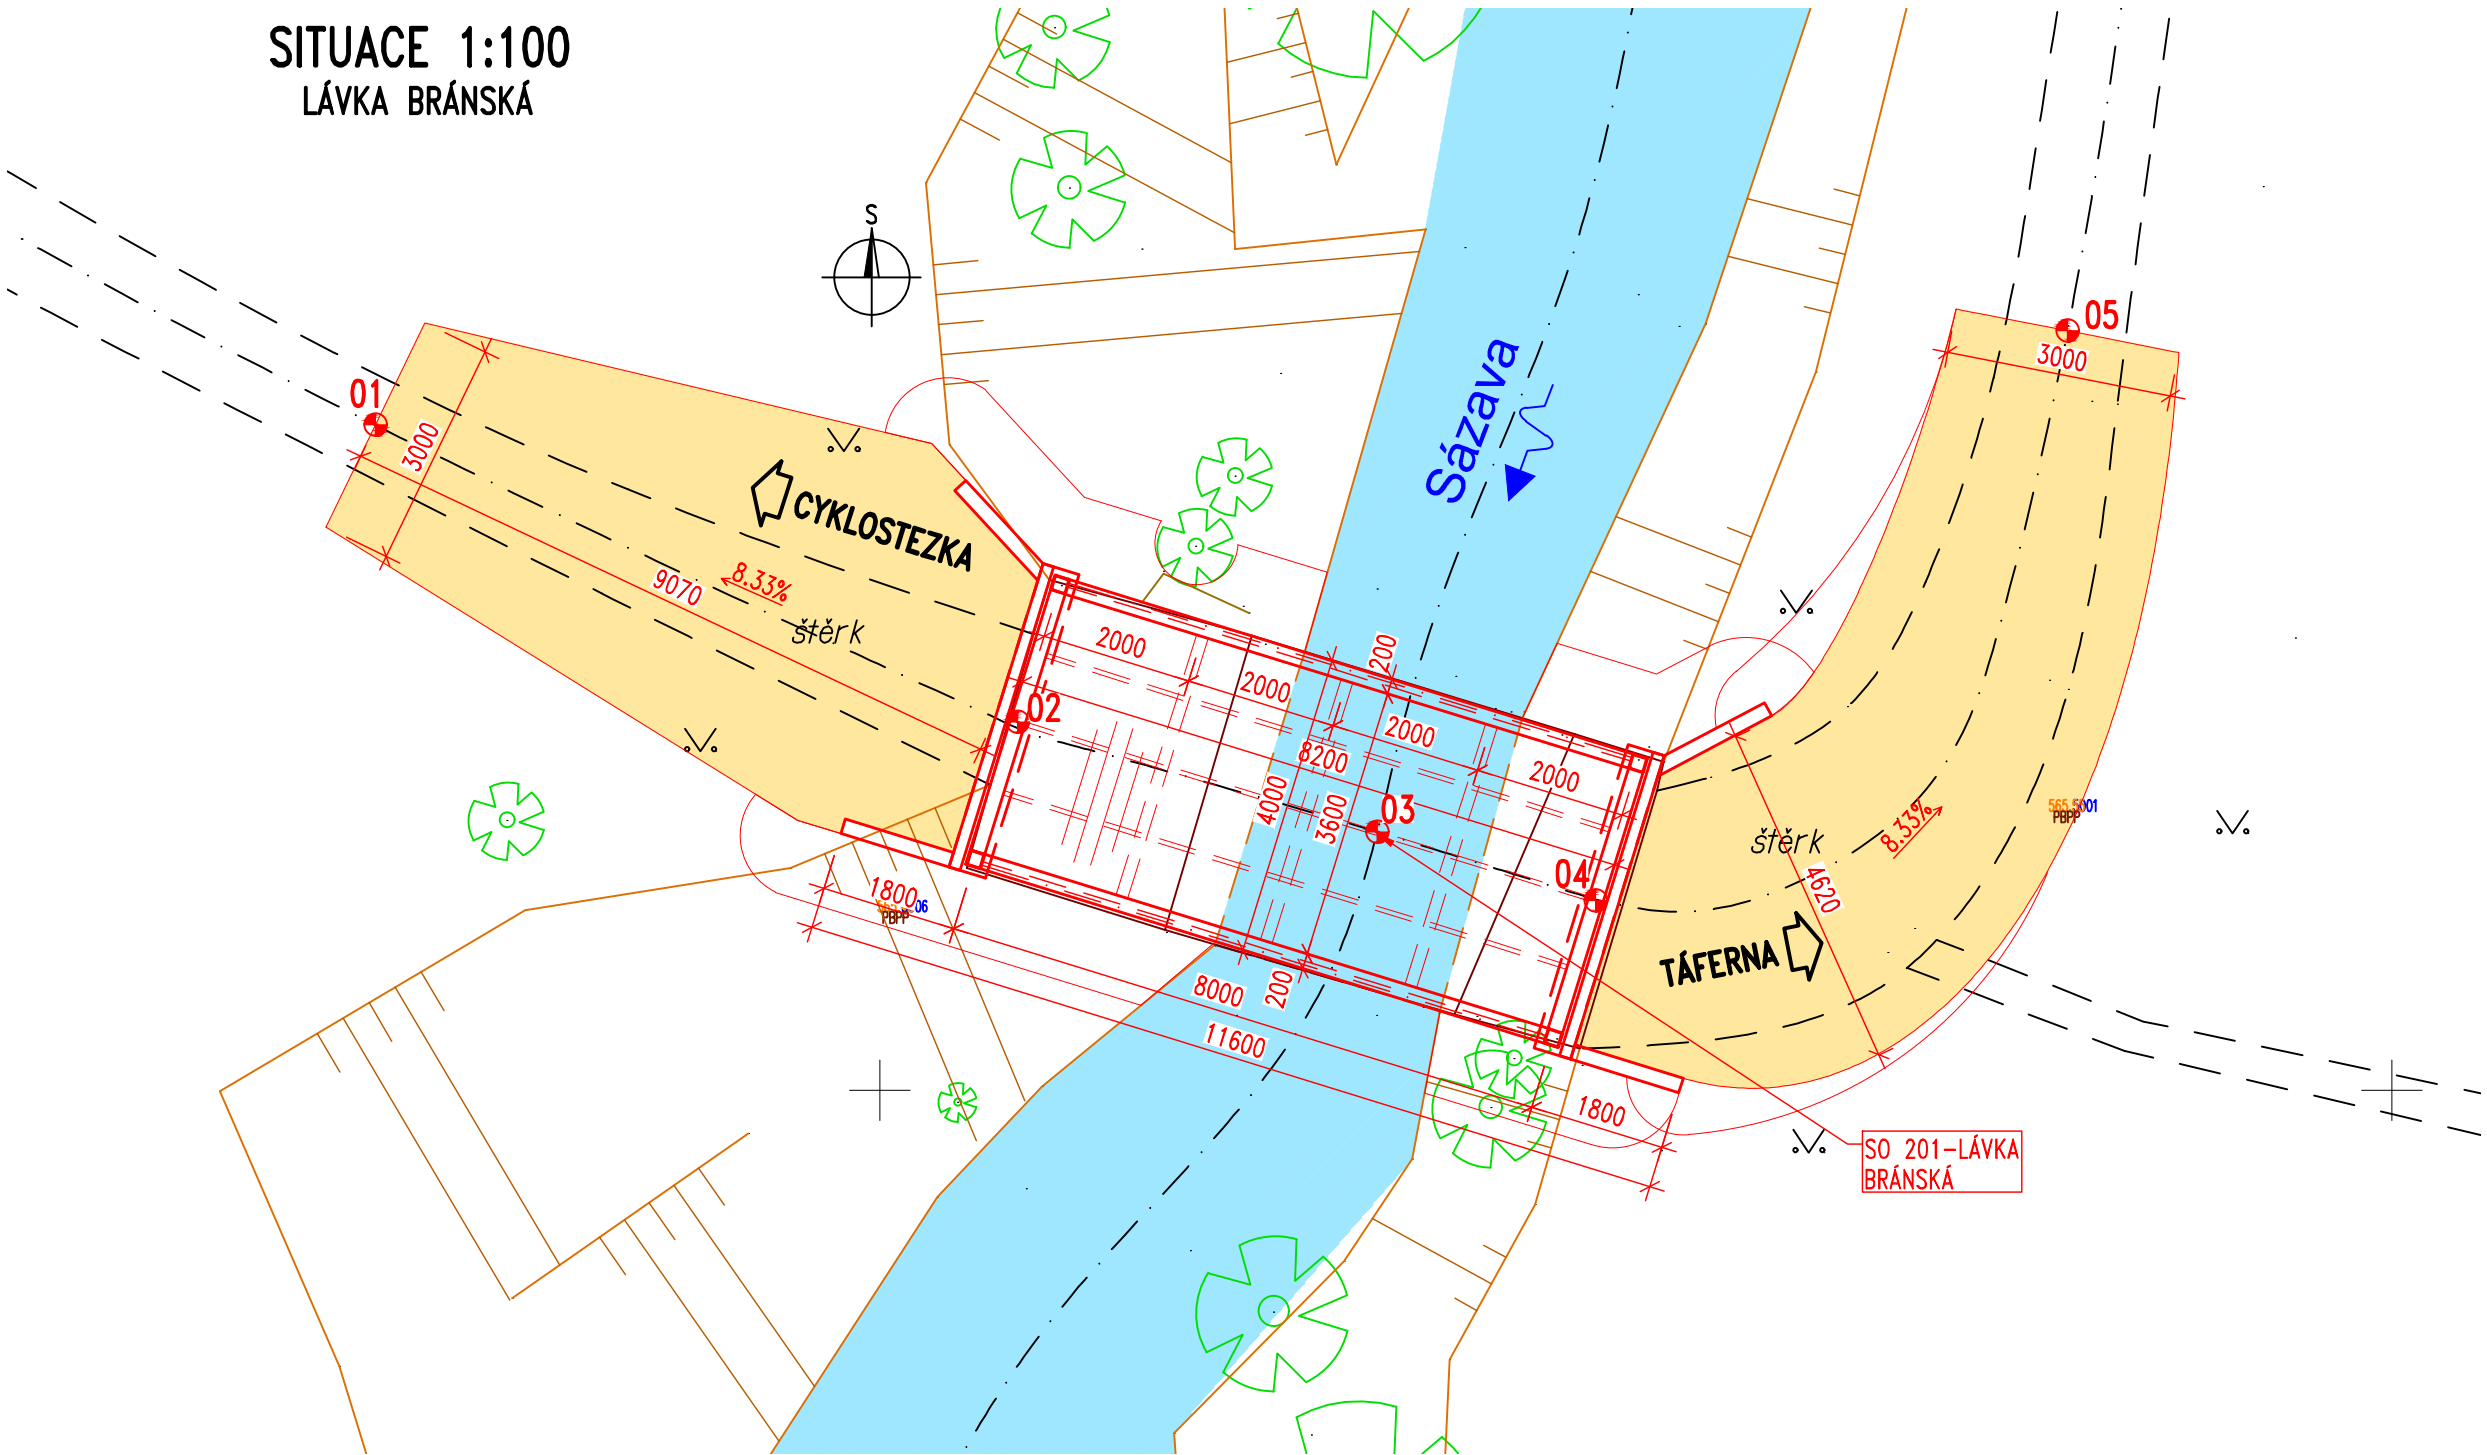 SITUACE 1:100
LÁVKA BRÁNSKÁ
S
01
3000
CYKLOSTEZKA
9070
8.33%
štěrk
02
2000
2000
2000
2000
200
8200
4000
3600
03
04
Sázava
05
3000
štěrk
8.33%
4620
TÁFERNA
PBPP
1800
PBPP
8000
200
11600
1800
SO 201-LÁVKA
BRÁNSKÁ